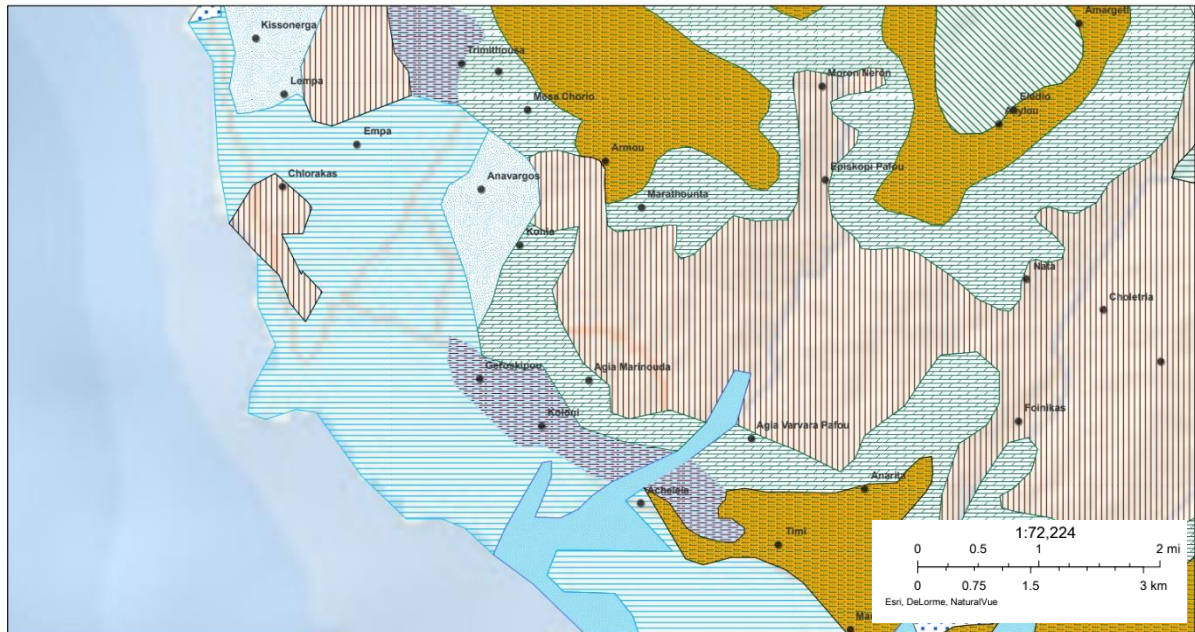 Kissonerga
Amargeti
Trimithousa
Lempa
Moron Neron
Mesa Chorio
Eledio
Axylou
Empa
Armou
Chlorakas
Anavargos
Episkopi Pafou
Marathounta
Konia
Nata
Choletria
Geroskipou
Agia Marinouda
Koloni
Foinikas
Agia Varvara Pafou
Anarita
Acheleia
Timi
1:72,224
0 0.5 1 2 mi
0 0.75 1.5 3 km
Esri, DeLorme, NaturalVue